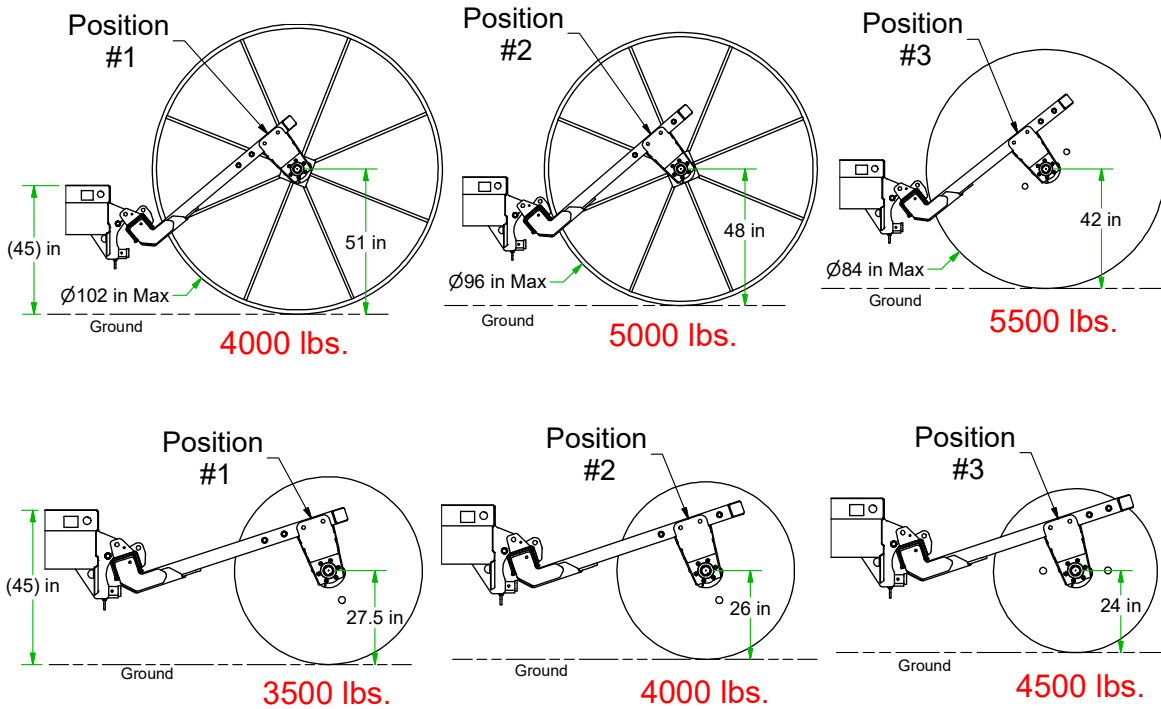 Position
#1
51 in
(45) in
Ø102 in Max
Ground
4000 lbs.
Position
#2
48 in
Ø96 in Max
Ground
5000 lbs.
Position
#3
42 in
Ø84 in Max
Ground
5500 lbs.
Position
#1
(45) in
27.5 in
Ground
3500 lbs.
Position
#2
26 in
Ground
4000 lbs.
Position
#3
24 in
Ground
4500 lbs.